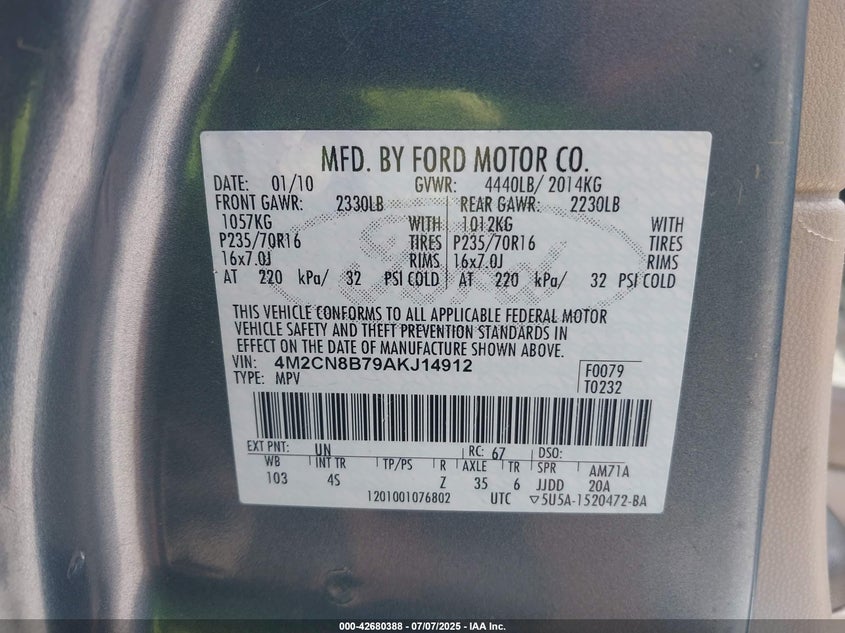 MFD. BY FORD MOTOR CO.
DATE: 01/10 GVWR: 4440LB/ 2014KG
FRONT GAWR: 2330LB REAR GAWR: 2230LB
1057KG WITH 1012KG WITH
P235/70R16 TIRES P235/70R16 TIRES
16x7.0J RIMS 16x7.0J RIMS
AT 220 kPa/ 32 PSI COLD AT 220 kPa/ 32 PSI COLD
THIS VEHICLE CONFORMS TO ALL APPLICABLE FEDERAL MOTOR
VEHICLE SAFETY AND THEFT PREVENTION STANDARDS IN
EFFECT ON THE DATE OF MANUFACTURE SHOWN ABOVE.
VIN: 4M2CN8B79AKJ14912 F0079
TYPE: MPV T0232
EXT PNT: UN RC: 67 DSO:
WB INT TR TP/PS R AXLE TR SPR AM71A
103 4S Z 35 6 JJDD 20A
1201001076802 UTC ▽5U5A-1520472-BA
000-42680388 - 07/07/2025 - IAA Inc.